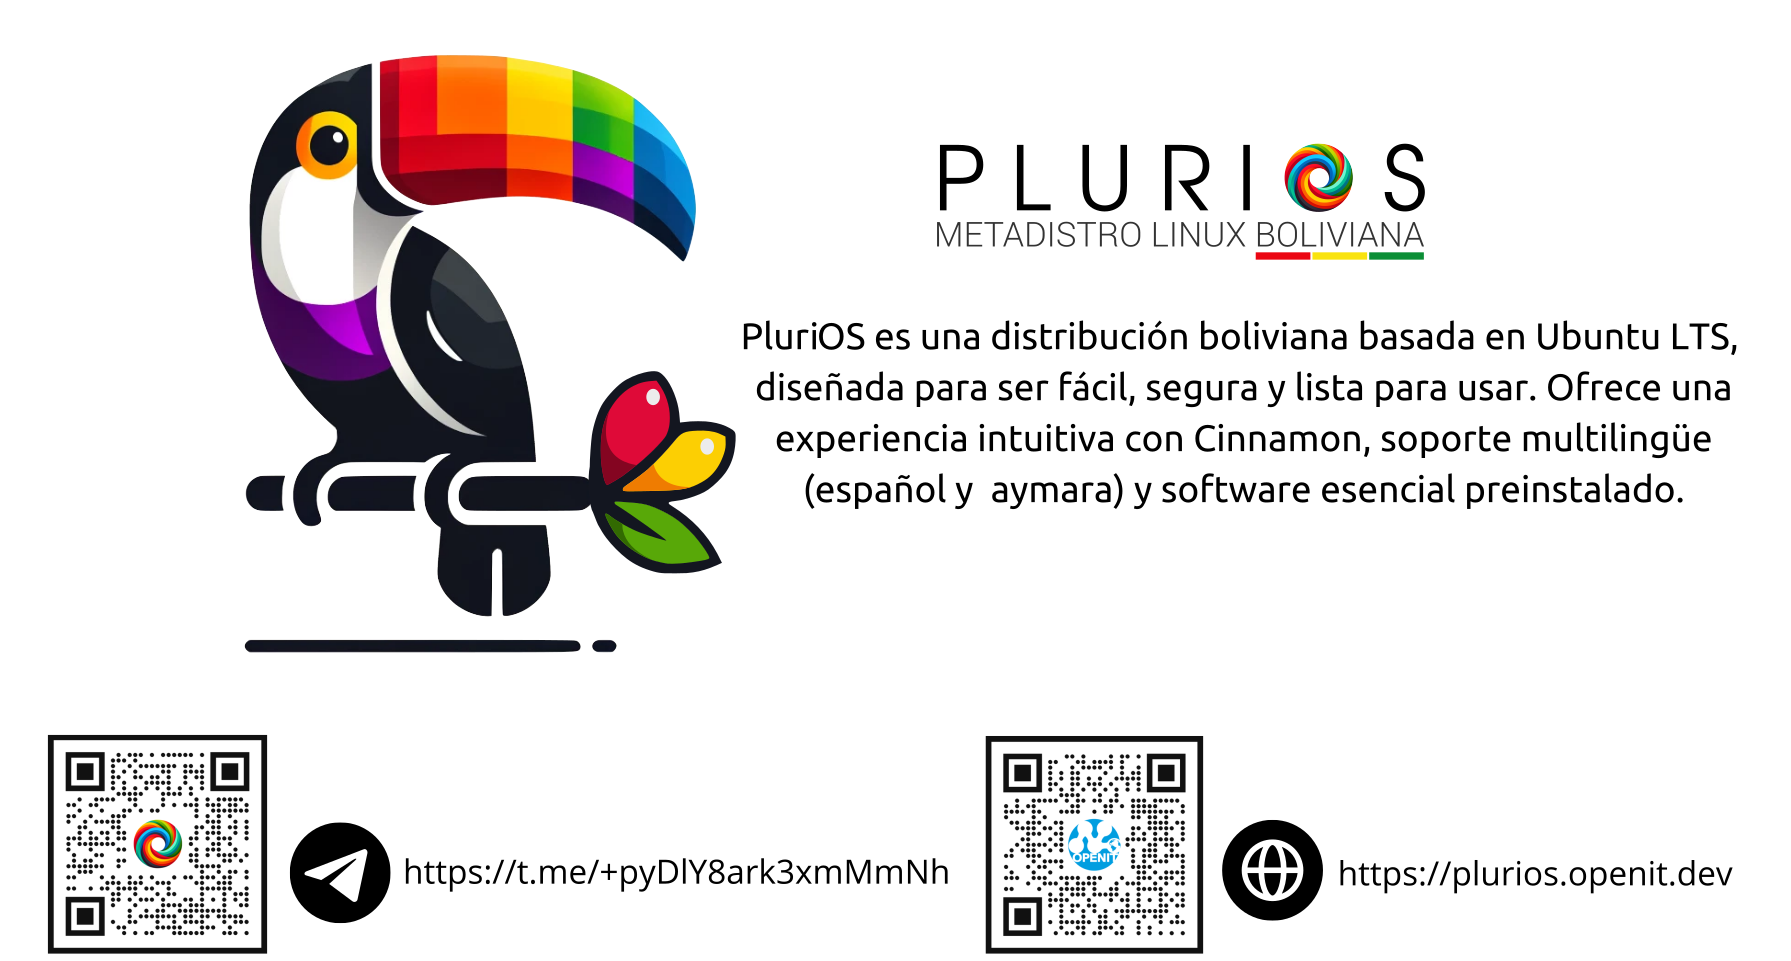 PLURIOS
METADISTRO LINUX BOLIVIANA
PluriOS es una distribución boliviana basada en Ubuntu LTS,
diseñada para ser fácil, segura y lista para usar. Ofrece una
experiencia intuitiva con Cinnamon, soporte multilingüe
(español y  aymara) y software esencial preinstalado.
https://t.me/+pyDlY8ark3xmMmNh
OPENIT
https://plurios.openit.dev